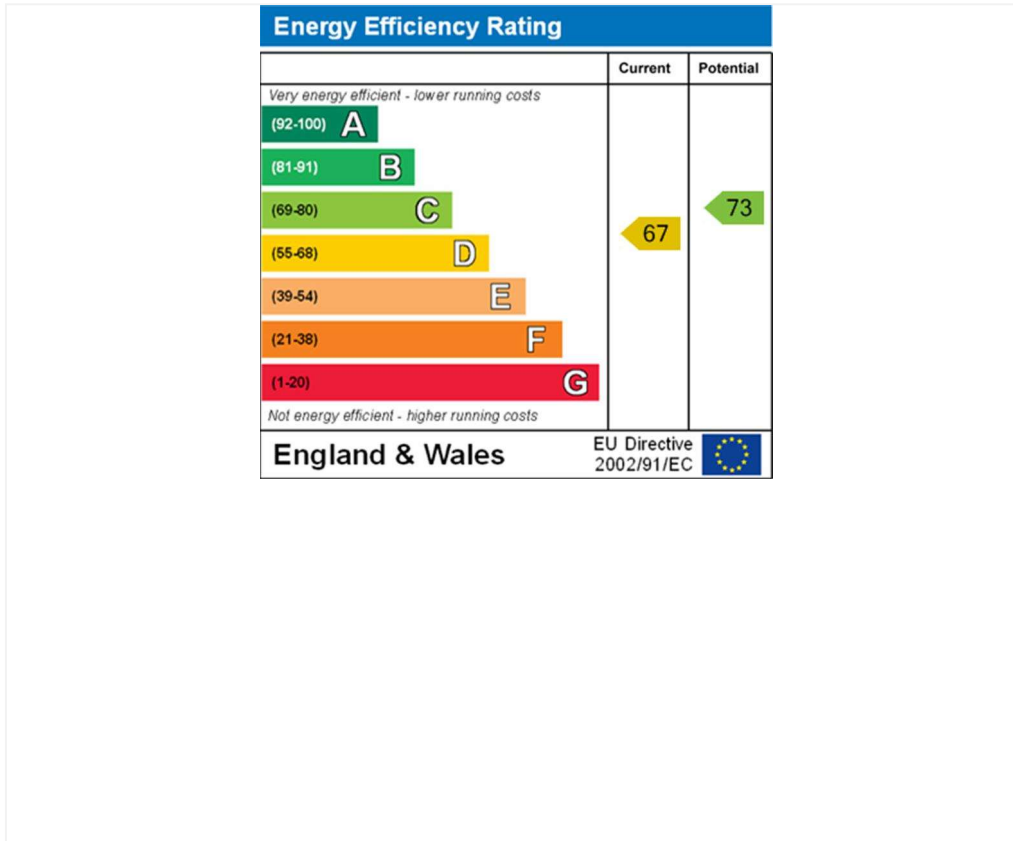 Energy Efficiency Rating
Current Potential
Very energy efficient - lower running costs
(92-100) A
(81-91) B
(69-80) C
73
(55-68) D
67
(39-54) E
(21-38) F
(1-20) G
Not energy efficient - higher running costs
England & Wales
EU Directive
2002/91/EC